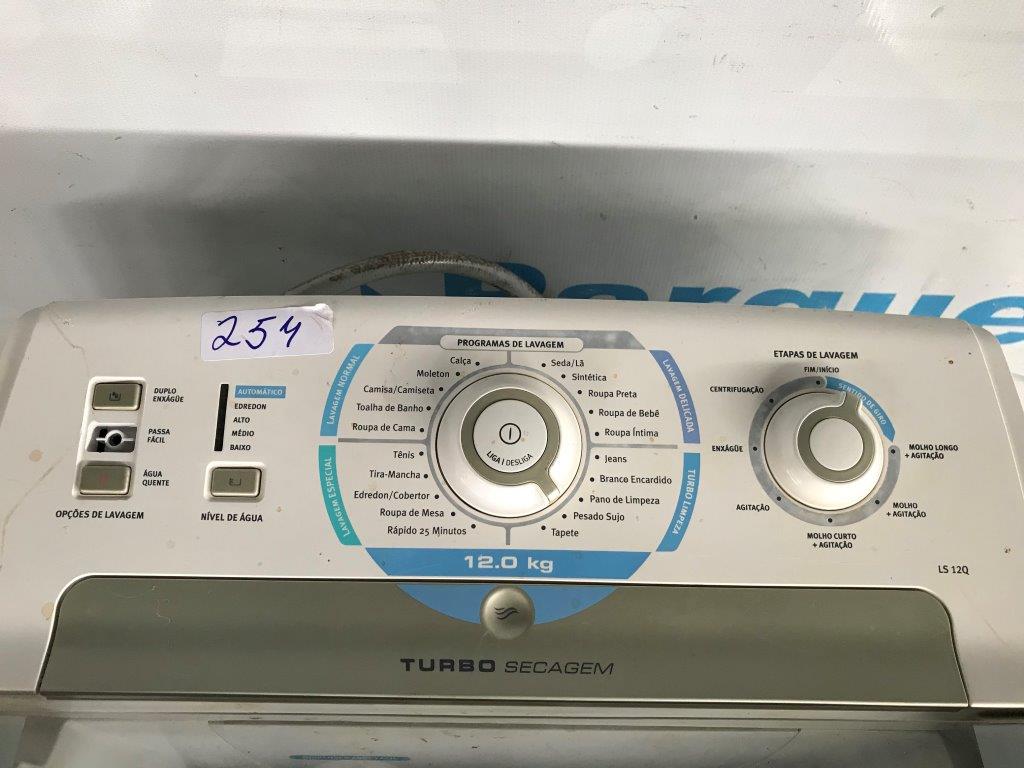 Parque
254
DUPLO
ENXÁGÜE
PASSA
FÁCIL
ÁGUA
QUENTE
OPÇÕES DE LAVAGEM
AUTOMÁTICO
EDREDON
ALTO
MÉDIO
BAIXO
NÍVEL DE ÁGUA
PROGRAMAS DE LAVAGEM
LAVAGEM NORMAL
Calça
Moleton
Camisa/Camiseta
Toalha de Banho
Roupa de Cama
LAVAGEM ESPECIAL
Tênis
Tira-Mancha
Edredon/Cobertor
Roupa de Mesa
Rápido 25 Minutos
LIGA | DESLIGA
LAVAGEM DELICADA
Seda/Lã
Sintética
Roupa Preta
Roupa de Bebê
Roupa Íntima
TURBO LIMPEZA
Jeans
Branco Encardido
Pano de Limpeza
Pesado Sujo
Tapete
12.0 kg
ETAPAS DE LAVAGEM
FIM/INÍCIO
SENTIDO DE GIRO
CENTRIFUGAÇÃO
ENXÁGÜE
AGITAÇÃO
MOLHO LONGO
+ AGITAÇÃO
MOLHO
+ AGITAÇÃO
MOLHO CURTO
+ AGITAÇÃO
LS 12Q
TURBO SECAGEM